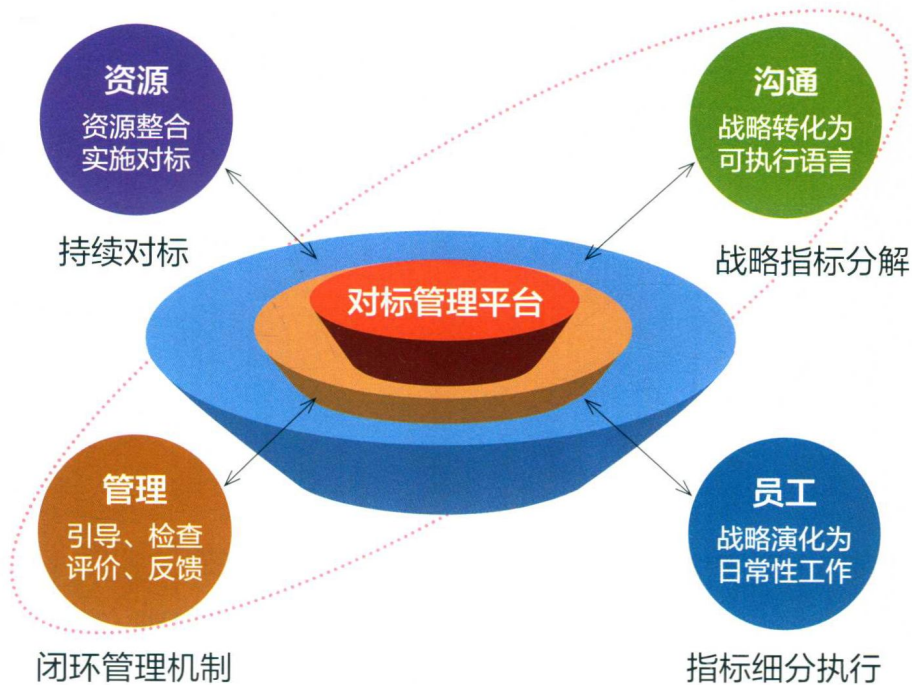 资源
资源整合
实施对标
持续对标
沟通
战略转化为
可执行语言
战略指标分解
对标管理平台
管理
引导、检查
评价、反馈
闭环管理机制
员工
战略演化为
日常性工作
指标细分执行